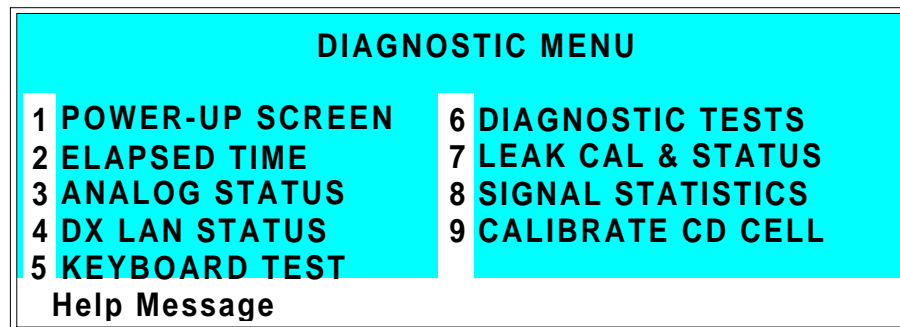 DIAGNOSTIC MENU
1 POWER-UP SCREEN
2 ELAPSED TIME
3 ANALOG STATUS
4 DX LAN STATUS
5 KEYBOARD TEST
6 DIAGNOSTIC TESTS
7 LEAK CAL & STATUS
8 SIGNAL STATISTICS
9 CALIBRATE CD CELL
Help Message